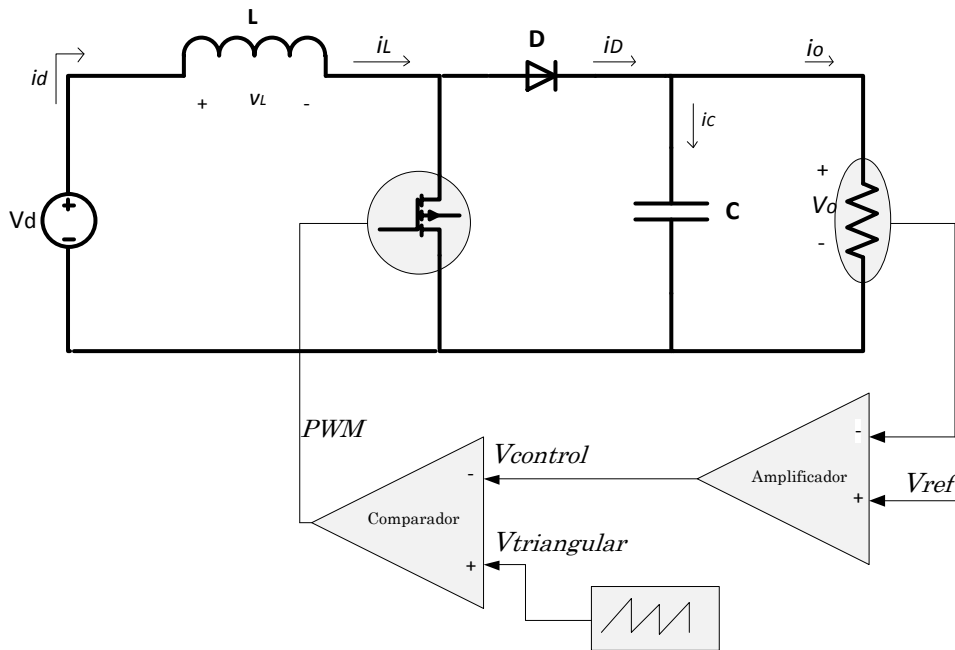 L
D
id
iL
iD
io
+ vL -
ic
Vd
+
-
C
+
Vo
-
PWM
Vcontrol
-
Amplificador
Vref
+
-
Comparador
Vtriangular
+